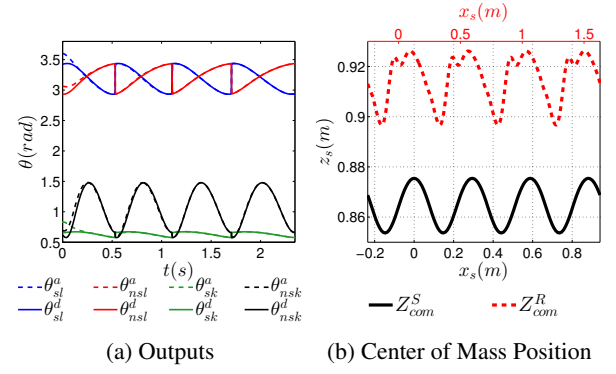 x_s(m)
0 0.5 1 1.5
3.5
3
2.5
2
1.5
1
0.5
θ(rad)
0 0.5 1 1.5 2
t(s)
0.92
0.9
0.88
0.86
z_s(m)
−0.2 0 0.2 0.4 0.6 0.8
x_s(m)
θ^a_sl θ^a_nsl θ^a_sk θ^a_nsk
θ^d_sl θ^d_nsl θ^d_sk θ^d_nsk
Z^S_com Z^R_com
(a) Outputs
(b) Center of Mass Position